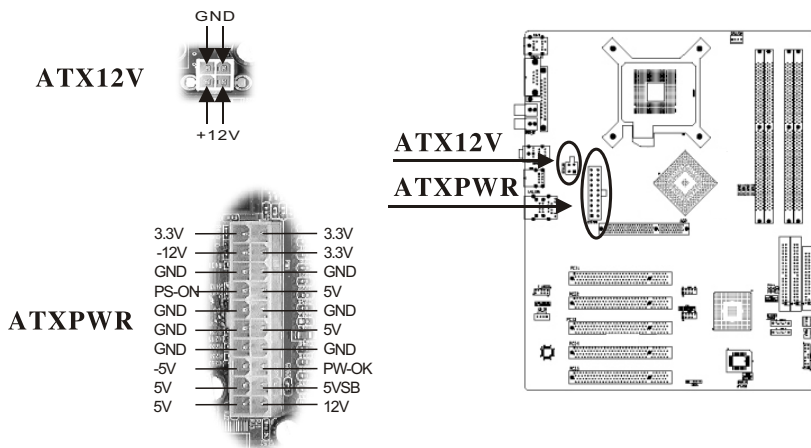 GND
ATX12V
+12V
ATX12V
ATXPWR
3.3V 3.3V
-12V 3.3V
GND GND
PS-ON 5V
GND GND
ATXPWR
GND 5V
GND GND
-5V PW-OK
5V 5VSB
5V 12V